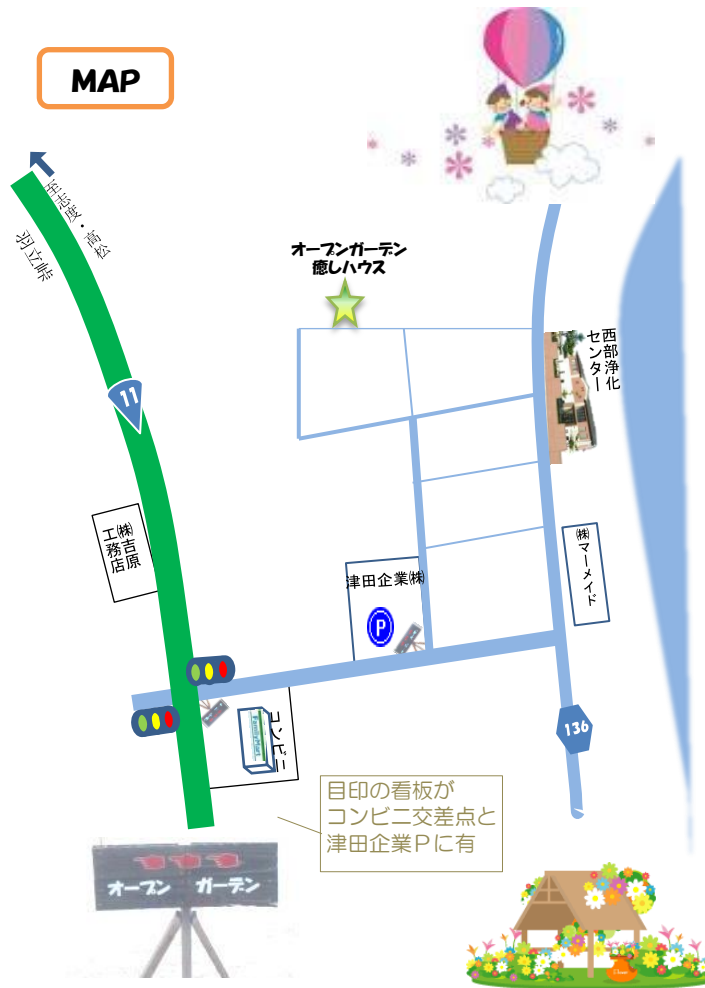 MAP
至志度・高松
羽立峠
オープンガーデン
癒しハウス
西部浄化
センター
11
㈱吉原
工務店
津田企業㈱
P
㈱マーメイド
136
コンビニ
FamilyMart
目印の看板が
コンビニ交差点と
津田企業Pに有
オープン ガーデン